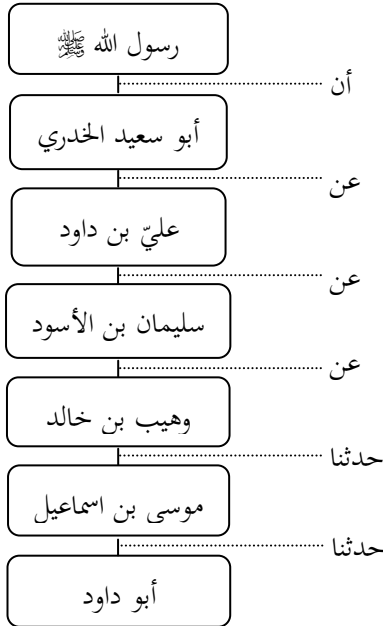 رسول الله ﷺ
أن
أبو سعيد الخدري
عن
عليّ بن داود
عن
سليمان بن الأسود
عن
وهيب بن خالد
حدثنا
موسى بن اسماعيل
حدثنا
أبو داود